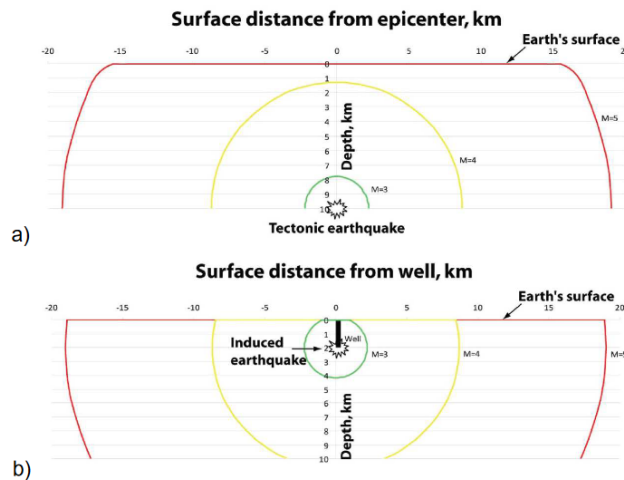 Surface distance from epicenter, km
Earth's surface
-20 -15 -10 -5 0 5 10 15 20
0
1
2
3
4
5
6
7
8
9
10
Depth, km
M=5
M=4
M=3
Tectonic earthquake
a)
Surface distance from well, km
Earth's surface
-20 -15 -10 -5 0 5 10 15 20
0
1
2
3
4
5
6
7
8
9
10
Well
Induced
earthquake
M=3
M=4
Depth, km
b)